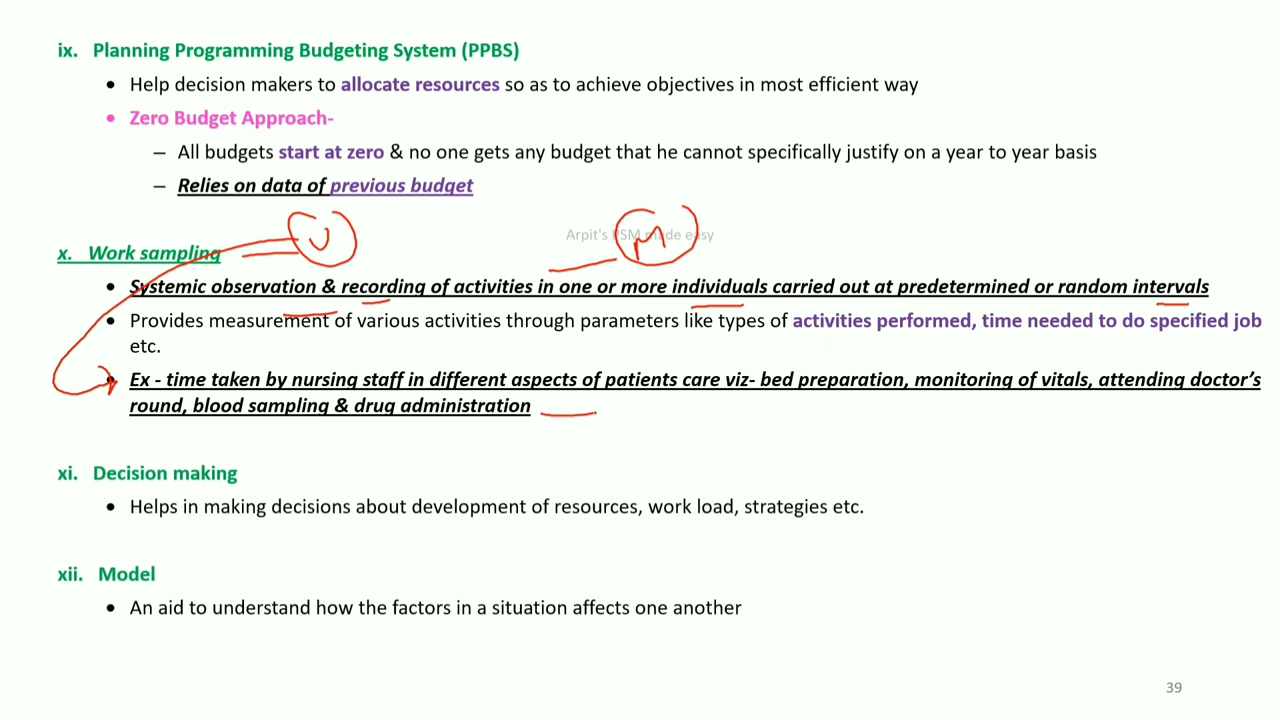 ix. Planning Programming Budgeting System (PPBS)
• Help decision makers to allocate resources so as to achieve objectives in most efficient way
• Zero Budget Approach-
– All budgets start at zero & no one gets any budget that he cannot specifically justify on a year to year basis
– Relies on data of previous budget
U M
Arpit's PSM made easy
x. Work sampling
• Systemic observation & recording of activities in one or more individuals carried out at predetermined or random intervals
• Provides measurement of various activities through parameters like types of activities performed, time needed to do specified job
etc.
• Ex - time taken by nursing staff in different aspects of patients care viz- bed preparation, monitoring of vitals, attending doctor's
round, blood sampling & drug administration
xi. Decision making
• Helps in making decisions about development of resources, work load, strategies etc.
xii. Model
• An aid to understand how the factors in a situation affects one another
39